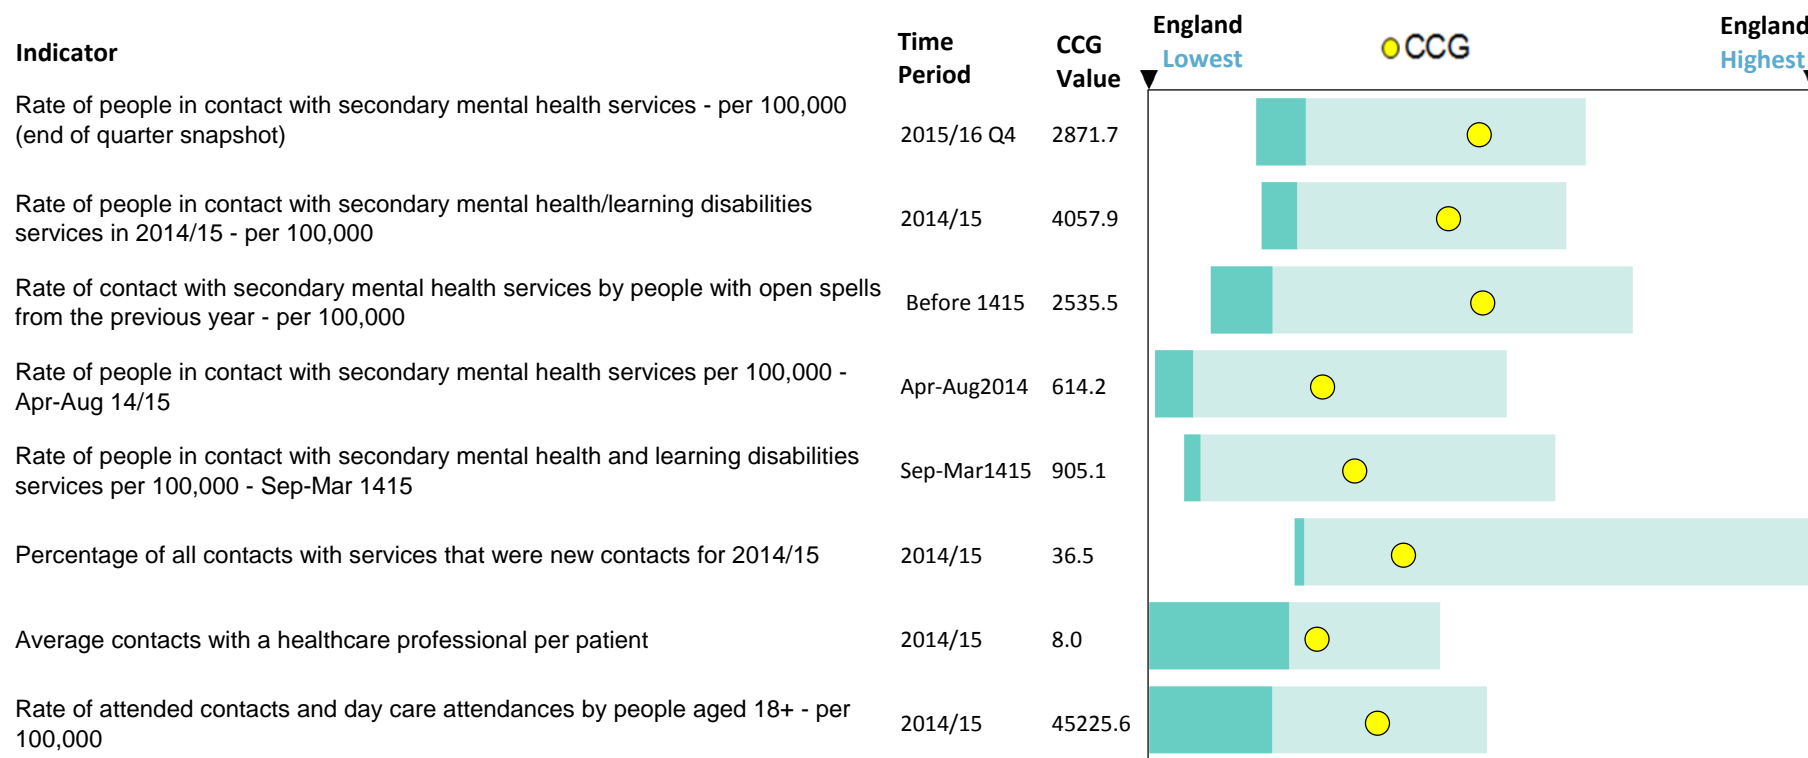 Indicator
Time
Period
CCG
Value
England
Lowest
CCG
England
Highest
Rate of people in contact with secondary mental health services - per 100,000
(end of quarter snapshot)
2015/16 Q4 2871.7
Rate of people in contact with secondary mental health/learning disabilities
services in 2014/15 - per 100,000
2014/15 4057.9
Rate of contact with secondary mental health services by people with open spells
from the previous year - per 100,000
Before 1415 2535.5
Rate of people in contact with secondary mental health services per 100,000 -
Apr-Aug 14/15
Apr-Aug2014 614.2
Rate of people in contact with secondary mental health and learning disabilities
services per 100,000 - Sep-Mar 1415
Sep-Mar1415 905.1
Percentage of all contacts with services that were new contacts for 2014/15 2014/15 36.5
Average contacts with a healthcare professional per patient 2014/15 8.0
Rate of attended contacts and day care attendances by people aged 18+ - per
100,000
2014/15 45225.6